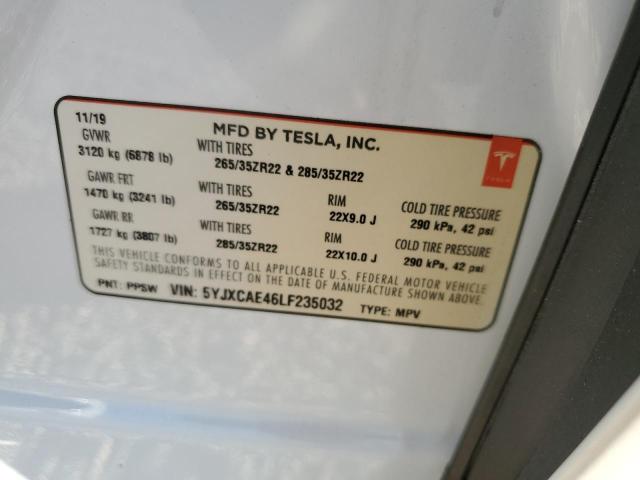 11/19
MFD BY TESLA, INC.
GVWR
3120 kg (6878 lb)
WITH TIRES
265/35ZR22 & 285/35ZR22
GAWR FRT
1470 kg (3241 lb)
WITH TIRES
265/35ZR22
RIM
22X9.0 J
COLD TIRE PRESSURE
290 kPa, 42 psi
GAWR RR
1727 kg (3807 lb)
WITH TIRES
285/35ZR22
RIM
22X10.0 J
COLD TIRE PRESSURE
290 kPa, 42 psi
THIS VEHICLE CONFORMS TO ALL APPLICABLE U.S. FEDERAL MOTOR VEHICLE
SAFETY STANDARDS IN EFFECT ON THE DATE OF MANUFACTURE SHOWN ABOVE.
PNT: PPSW VIN: 5YJXCAE46LF235032 TYPE: MPV
TESLA